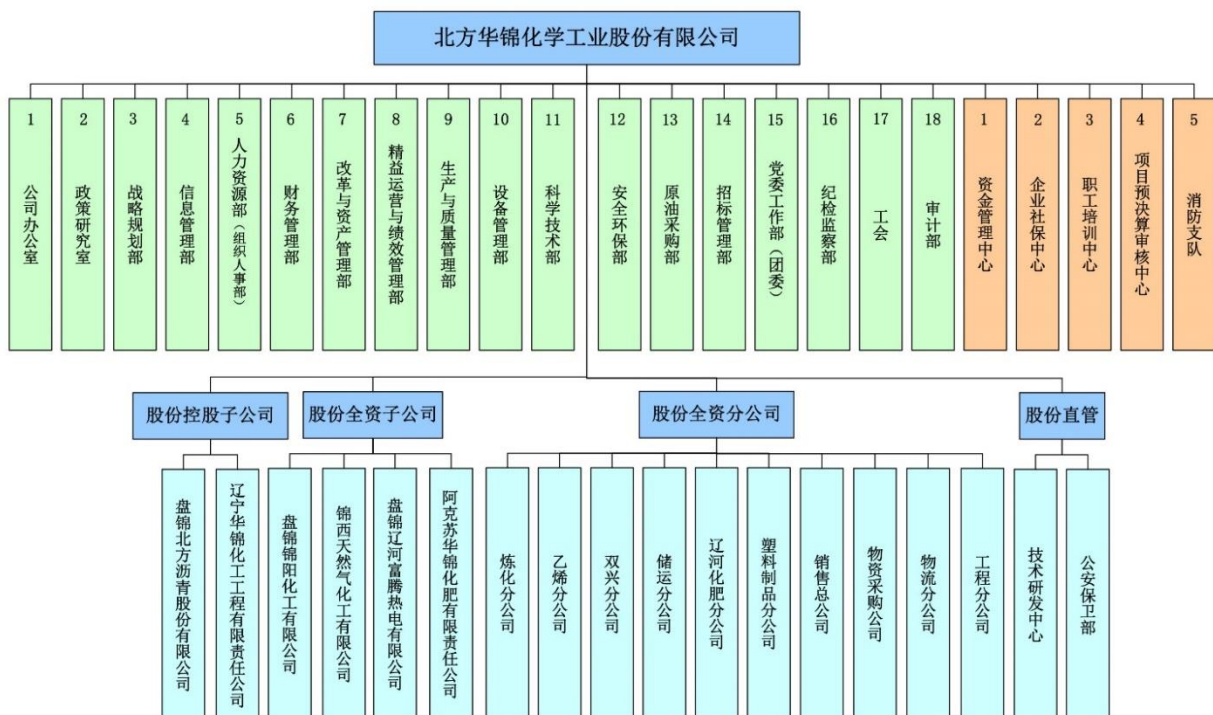 北方华锦化学工业股份有限公司
1
公司办公室
2
政策研究室
3
战略规划部
4
信息管理部
5
人力资源部（组织人事部）
6
财务管理部
7
改革与资产管理部
8
精益运营与绩效管理部
9
生产与质量管理部
10
设备管理部
11
科学技术部
12
安全环保部
13
原油采购部
14
招标管理部
15
党委工作部（团委）
16
纪检监察部
17
工会
18
审计部
1
资金管理中心
2
企业社保中心
3
职工培训中心
4
项目预决算审核中心
5
消防支队
股份控股子公司
股份全资子公司
股份全资分公司
股份直管
盘锦北方沥青股份有限公司
辽宁华锦化工工程有限责任公司
盘锦锦阳化工有限公司
锦西天然气化工有限公司
盘锦辽河富腾热电有限公司
阿克苏华锦化肥有限责任公司
炼化分公司
乙烯分公司
双兴分公司
储运分公司
辽河化肥分公司
塑料制品分公司
销售总公司
物资采购公司
物流分公司
工程分公司
技术研发中心
公安保卫部